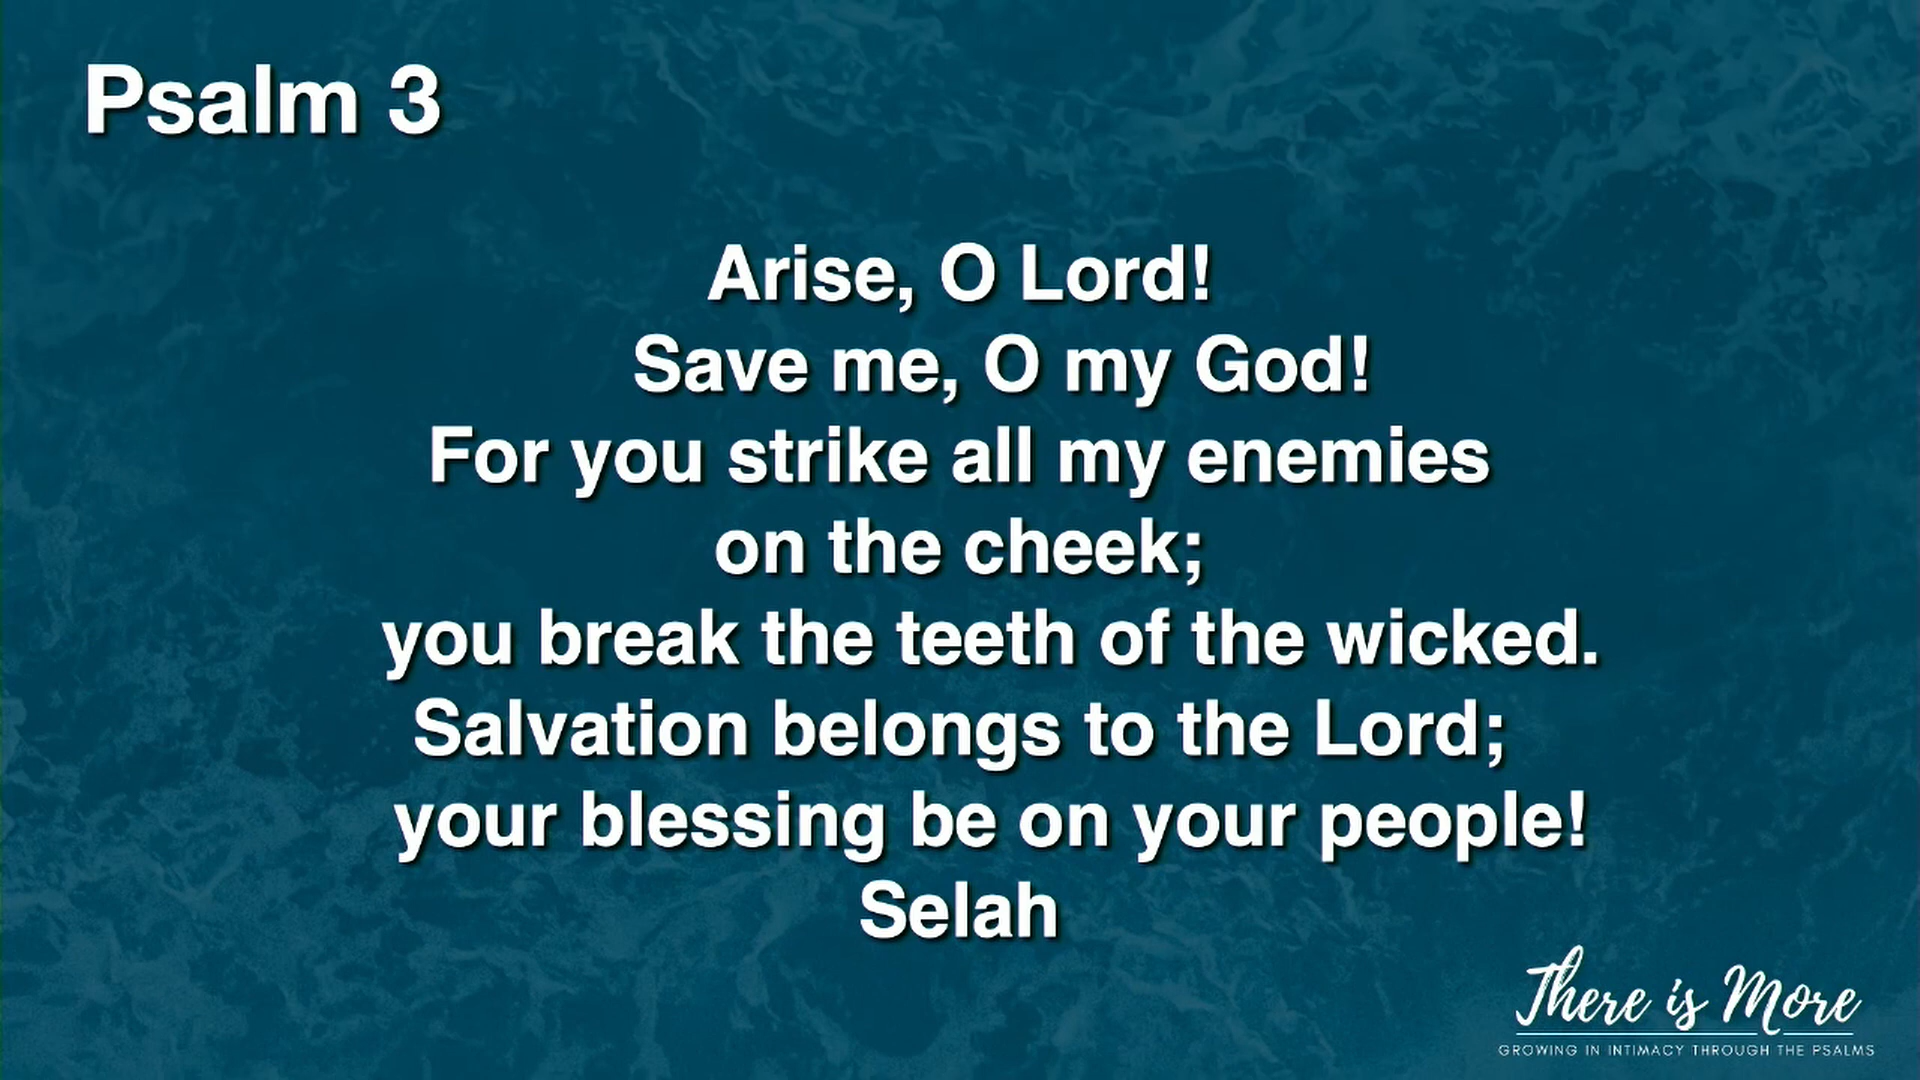 Psalm 3
Arise, O Lord!
Save me, O my God!
For you strike all my enemies
on the cheek;
you break the teeth of the wicked.
Salvation belongs to the Lord;
your blessing be on your people!
Selah
There is More
GROWING IN INTIMACY THROUGH THE PSALMS